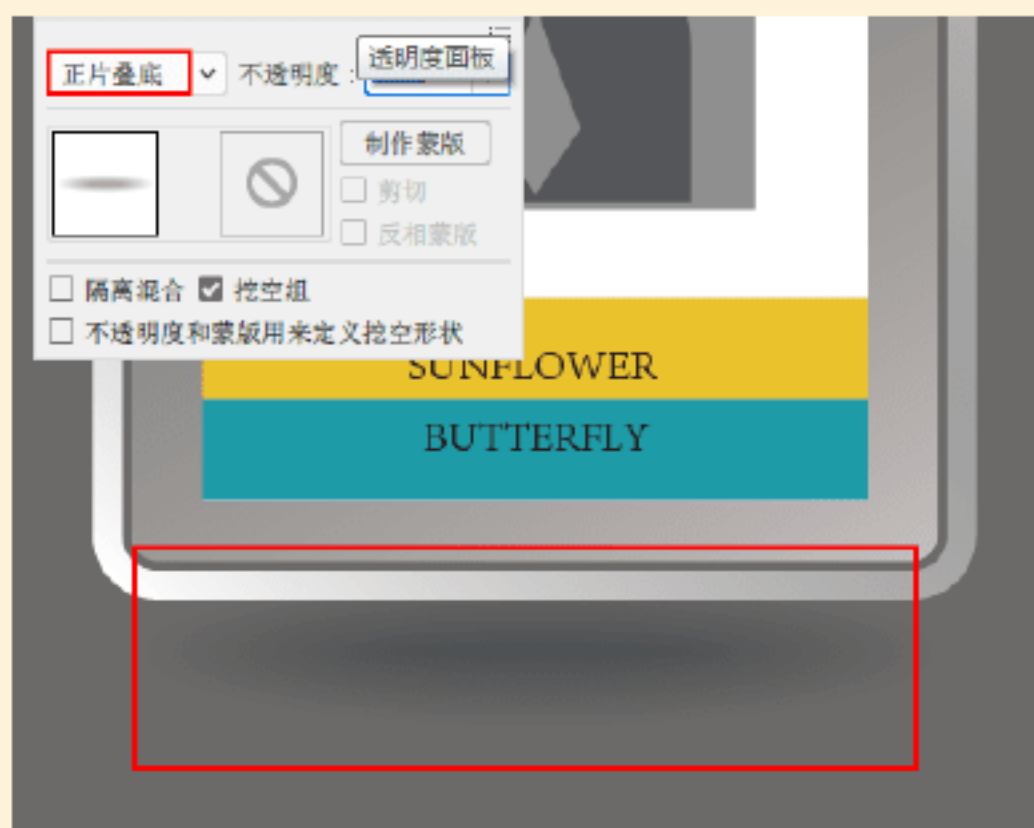 透明度面板
正片叠底 不透明度：
制作蒙版
剪切
反相蒙版
隔离混合 挖空组
不透明度和蒙版用来定义挖空形状
SUNFLOWER
BUTTERFLY